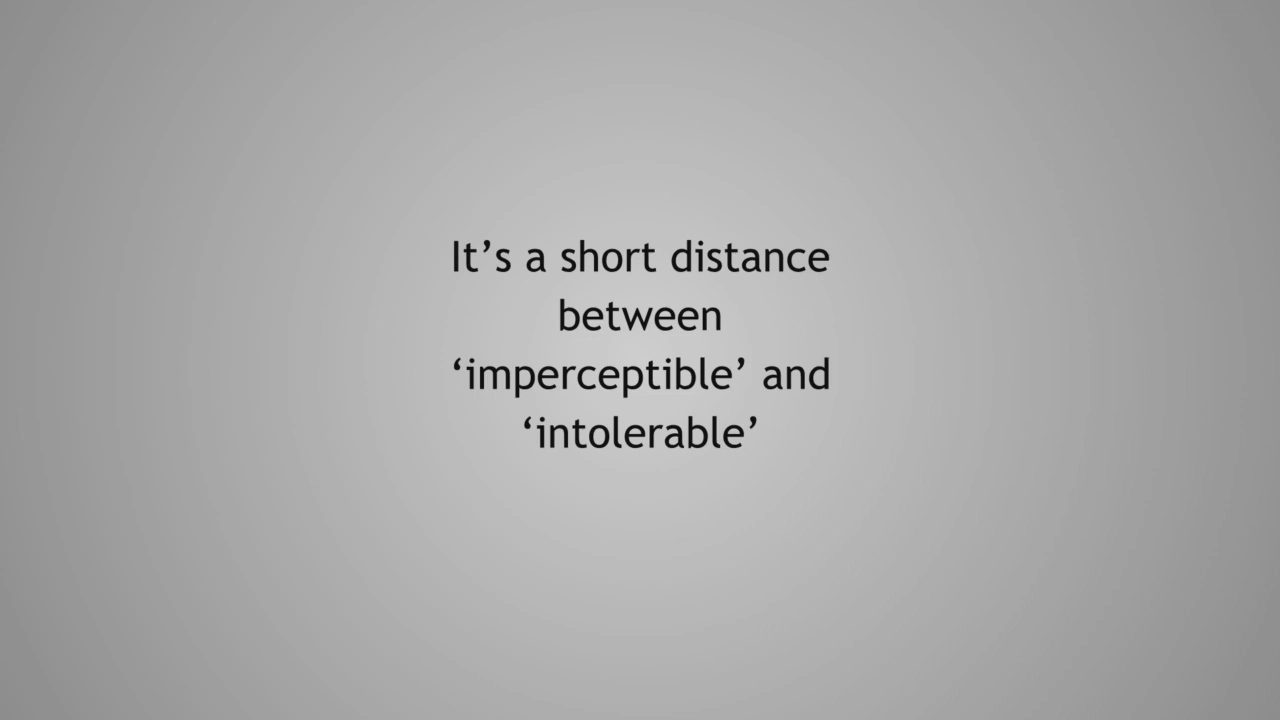 It’s a short distance
between
‘imperceptible’ and
‘intolerable’